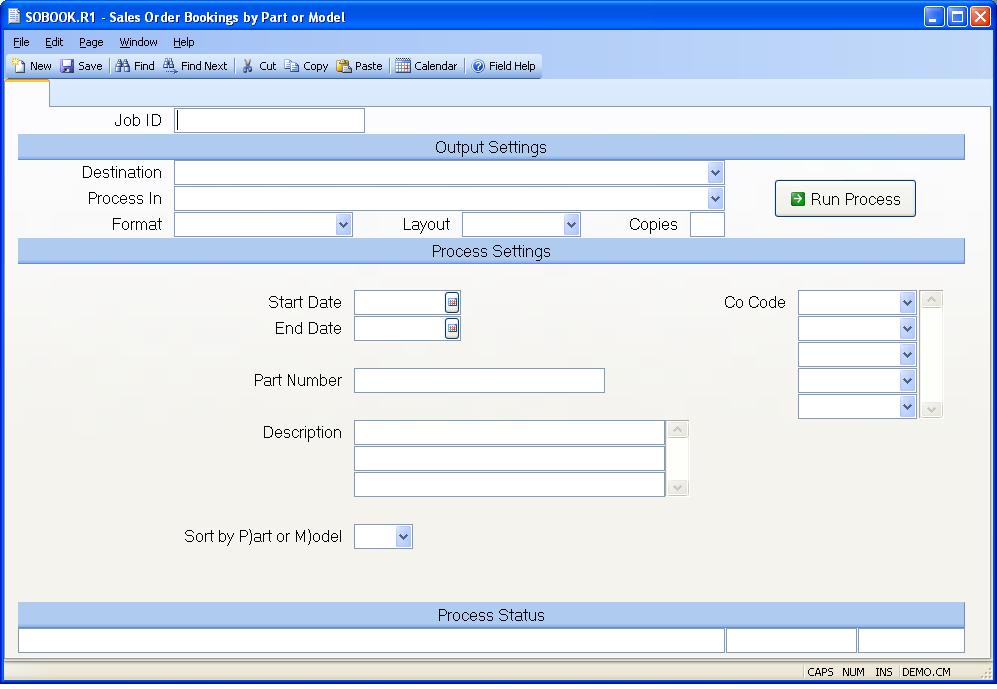 SOBOOK.R1 - Sales Order Bookings by Part or Model
File Edit Page Window Help
New Save Find Find Next Cut Copy Paste Calendar Field Help
Job ID
Output Settings
Destination
Process In
Run Process
Format Layout Copies
Process Settings
Start Date Co Code
End Date
Part Number
Description
Sort by P)art or M)odel
Process Status
CAPS NUM INS DEMO.CM